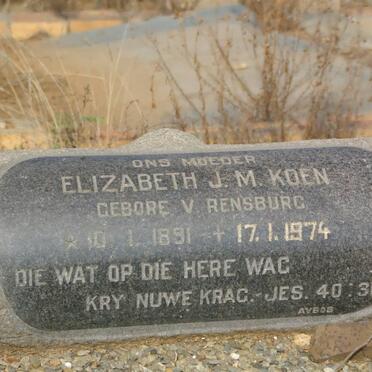 ONS MOEDER
ELIZABETH J. M. KOEN
GEBORE V. RENSBURG
☆ 10. 1. 1891 + 17. 1. 1974
DIE WAT OP DIE HERE WAG
KRY NUWE KRAG.-JES. 40:31
AVBOB